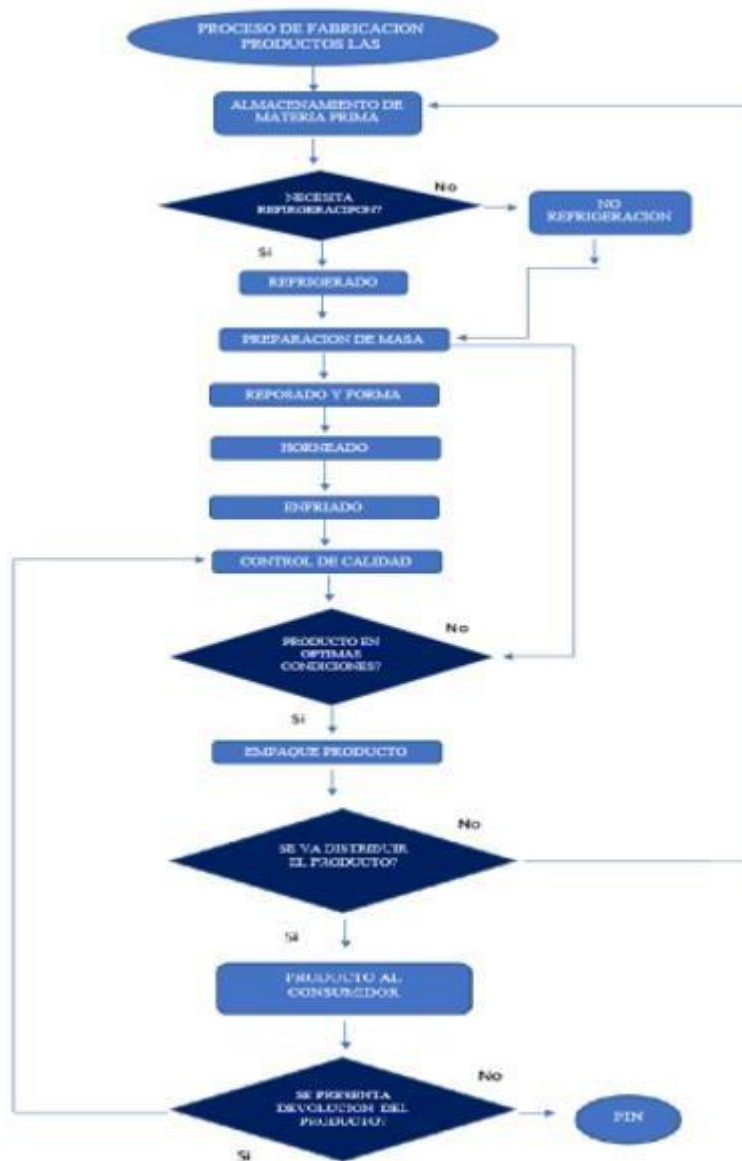 PROCESO DE FABRICACION
PRODUCTOS LAS
ALMACENAMIENTO DE
MATERIA PRIMA
NECESITA
REFIRGERACIPON?
No
NO
REFRIGERACION
Si
REFRIGERADO
PREPARACION DE MASA
REPOSADO Y FORMA
HORNEADO
ENFRIADO
CONTROL DE CALIDAD
PRODUCTO EN
OPTIMAS
CONDICIONES?
No
Si
EMPAQUE PRODUCTO
SE VA DISTRIBUIR
EL PRODUCTO?
No
Si
PRODUCTO AL
CONSUMIDOR
SE PRESENTA
DEVOLUCION DEL
PRODUCTO?
No
FIN
Si